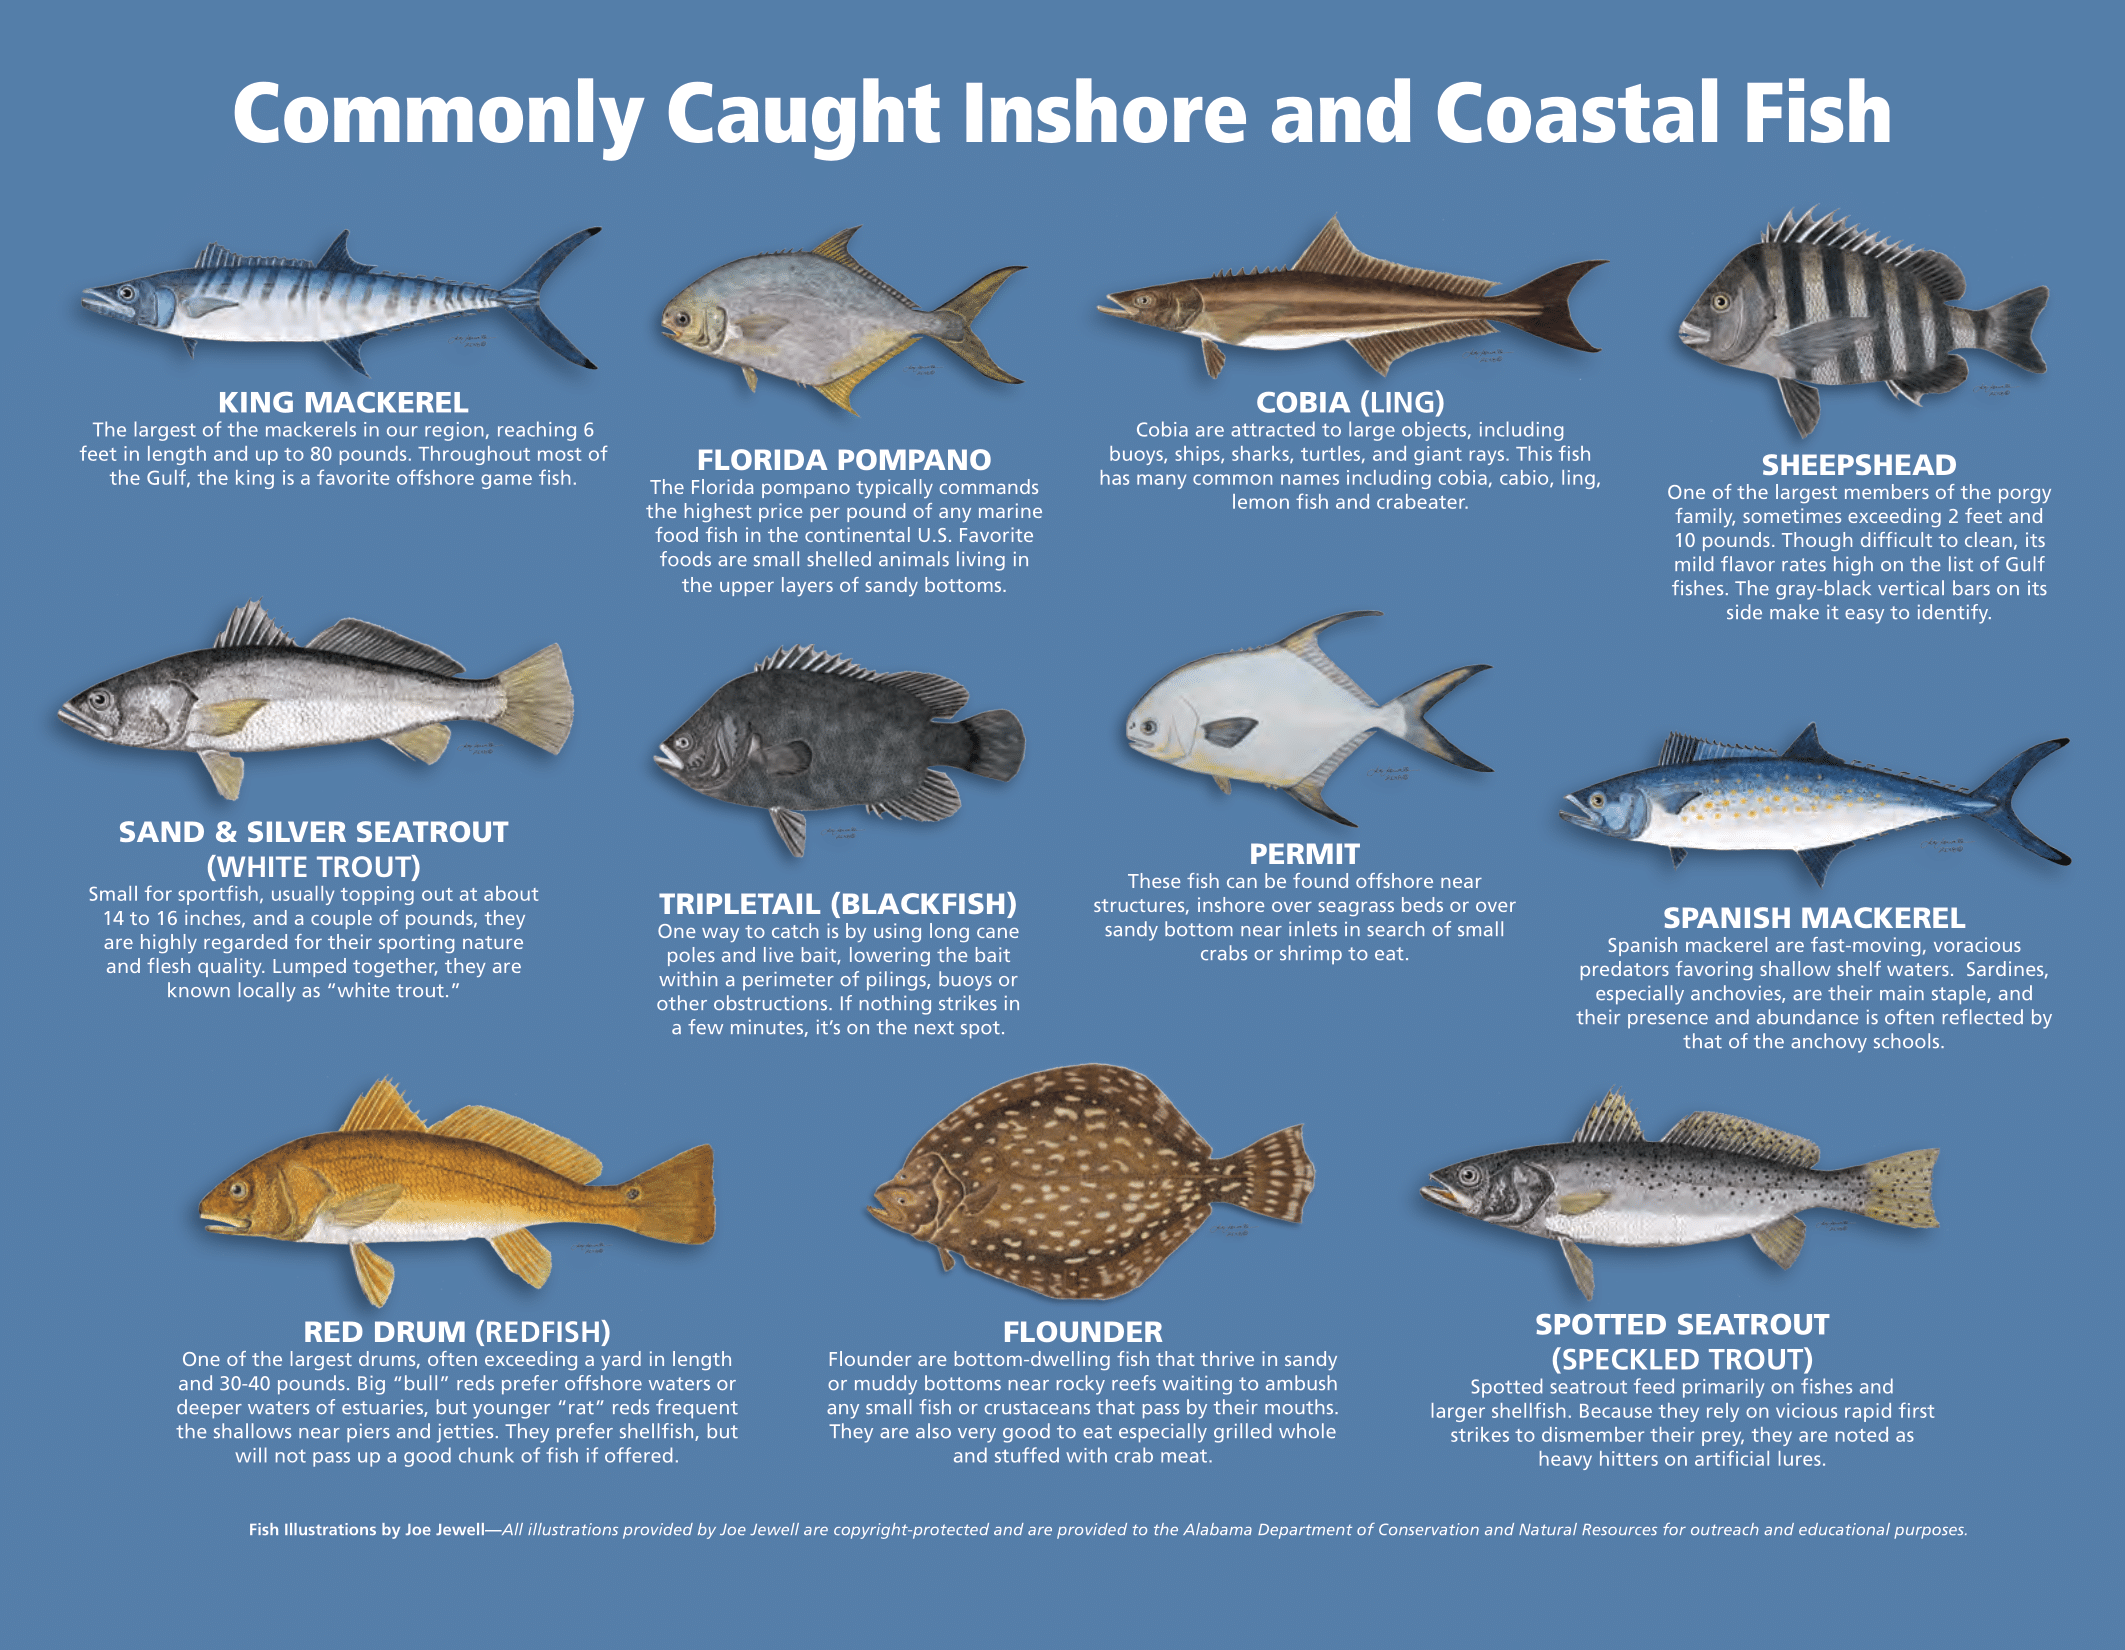 Commonly Caught Inshore and Coastal Fish
KING MACKEREL
The largest of the mackerels in our region, reaching 6
feet in length and up to 80 pounds. Throughout most of
the Gulf, the king is a favorite offshore game fish.
FLORIDA POMPANO
The Florida pompano typically commands
the highest price per pound of any marine
food fish in the continental U.S. Favorite
foods are small shelled animals living in
the upper layers of sandy bottoms.
COBIA (LING)
Cobia are attracted to large objects, including
buoys, ships, sharks, turtles, and giant rays. This fish
has many common names including cobia, cabio, ling,
lemon fish and crabeater.
SHEEPSHEAD
One of the largest members of the porgy
family, sometimes exceeding 2 feet and
10 pounds. Though difficult to clean, its
mild flavor rates high on the list of Gulf
fishes. The gray-black vertical bars on its
side make it easy to identify.
SAND & SILVER SEATROUT
(WHITE TROUT)
Small for sportfish, usually topping out at about
14 to 16 inches, and a couple of pounds, they
are highly regarded for their sporting nature
and flesh quality. Lumped together, they are
known locally as “white trout.”
TRIPLETAIL (BLACKFISH)
One way to catch is by using long cane
poles and live bait, lowering the bait
within a perimeter of pilings, buoys or
other obstructions. If nothing strikes in
a few minutes, it’s on the next spot.
PERMIT
These fish can be found offshore near
structures, inshore over seagrass beds or over
sandy bottom near inlets in search of small
crabs or shrimp to eat.
SPANISH MACKEREL
Spanish mackerel are fast-moving, voracious
predators favoring shallow shelf waters. Sardines,
especially anchovies, are their main staple, and
their presence and abundance is often reflected by
that of the anchovy schools.
RED DRUM (REDFISH)
One of the largest drums, often exceeding a yard in length
and 30-40 pounds. Big “bull” reds prefer offshore waters or
deeper waters of estuaries, but younger “rat” reds frequent
the shallows near piers and jetties. They prefer shellfish, but
will not pass up a good chunk of fish if offered.
FLOUNDER
Flounder are bottom-dwelling fish that thrive in sandy
or muddy bottoms near rocky reefs waiting to ambush
any small fish or crustaceans that pass by their mouths.
They are also very good to eat especially grilled whole
and stuffed with crab meat.
SPOTTED SEATROUT
(SPECKLED TROUT)
Spotted seatrout feed primarily on fishes and
larger shellfish. Because they rely on vicious rapid first
strikes to dismember their prey, they are noted as
heavy hitters on artificial lures.
Fish Illustrations by Joe Jewell—All illustrations provided by Joe Jewell are copyright-protected and are provided to the Alabama Department of Conservation and Natural Resources for outreach and educational purposes.